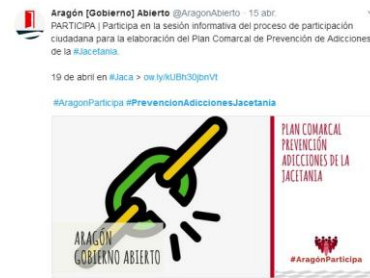 Aragón [Gobierno] Abierto @AragonAbierto · 15 abr.
PARTICIPA | Participa en la sesión informativa del proceso de participación
ciudadana para la elaboración del Plan Comarcal de Prevención de Adicciones
de la #Jacetania.
19 de abril en #Jaca > ow.ly/kUBh30jbnVt
#AragonParticipa #PrevencionAdiccionesJacetania
PLAN COMARCAL
PREVENCIÓN
ADICCIONES DE LA
JACETANIA
ARAGÓN
GOBIERNO ABIERTO
#AragónParticipa